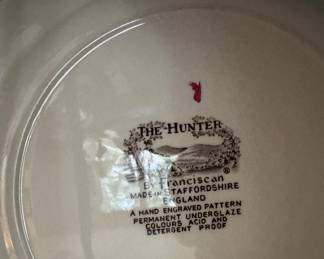 THE HUNTER
®
BY Franciscan
MADE IN STAFFORDSHIRE
ENGLAND
A HAND ENGRAVED PATTERN
PERMANENT UNDERGLAZE
COLOURS ACID AND
DETERGENT PROOF